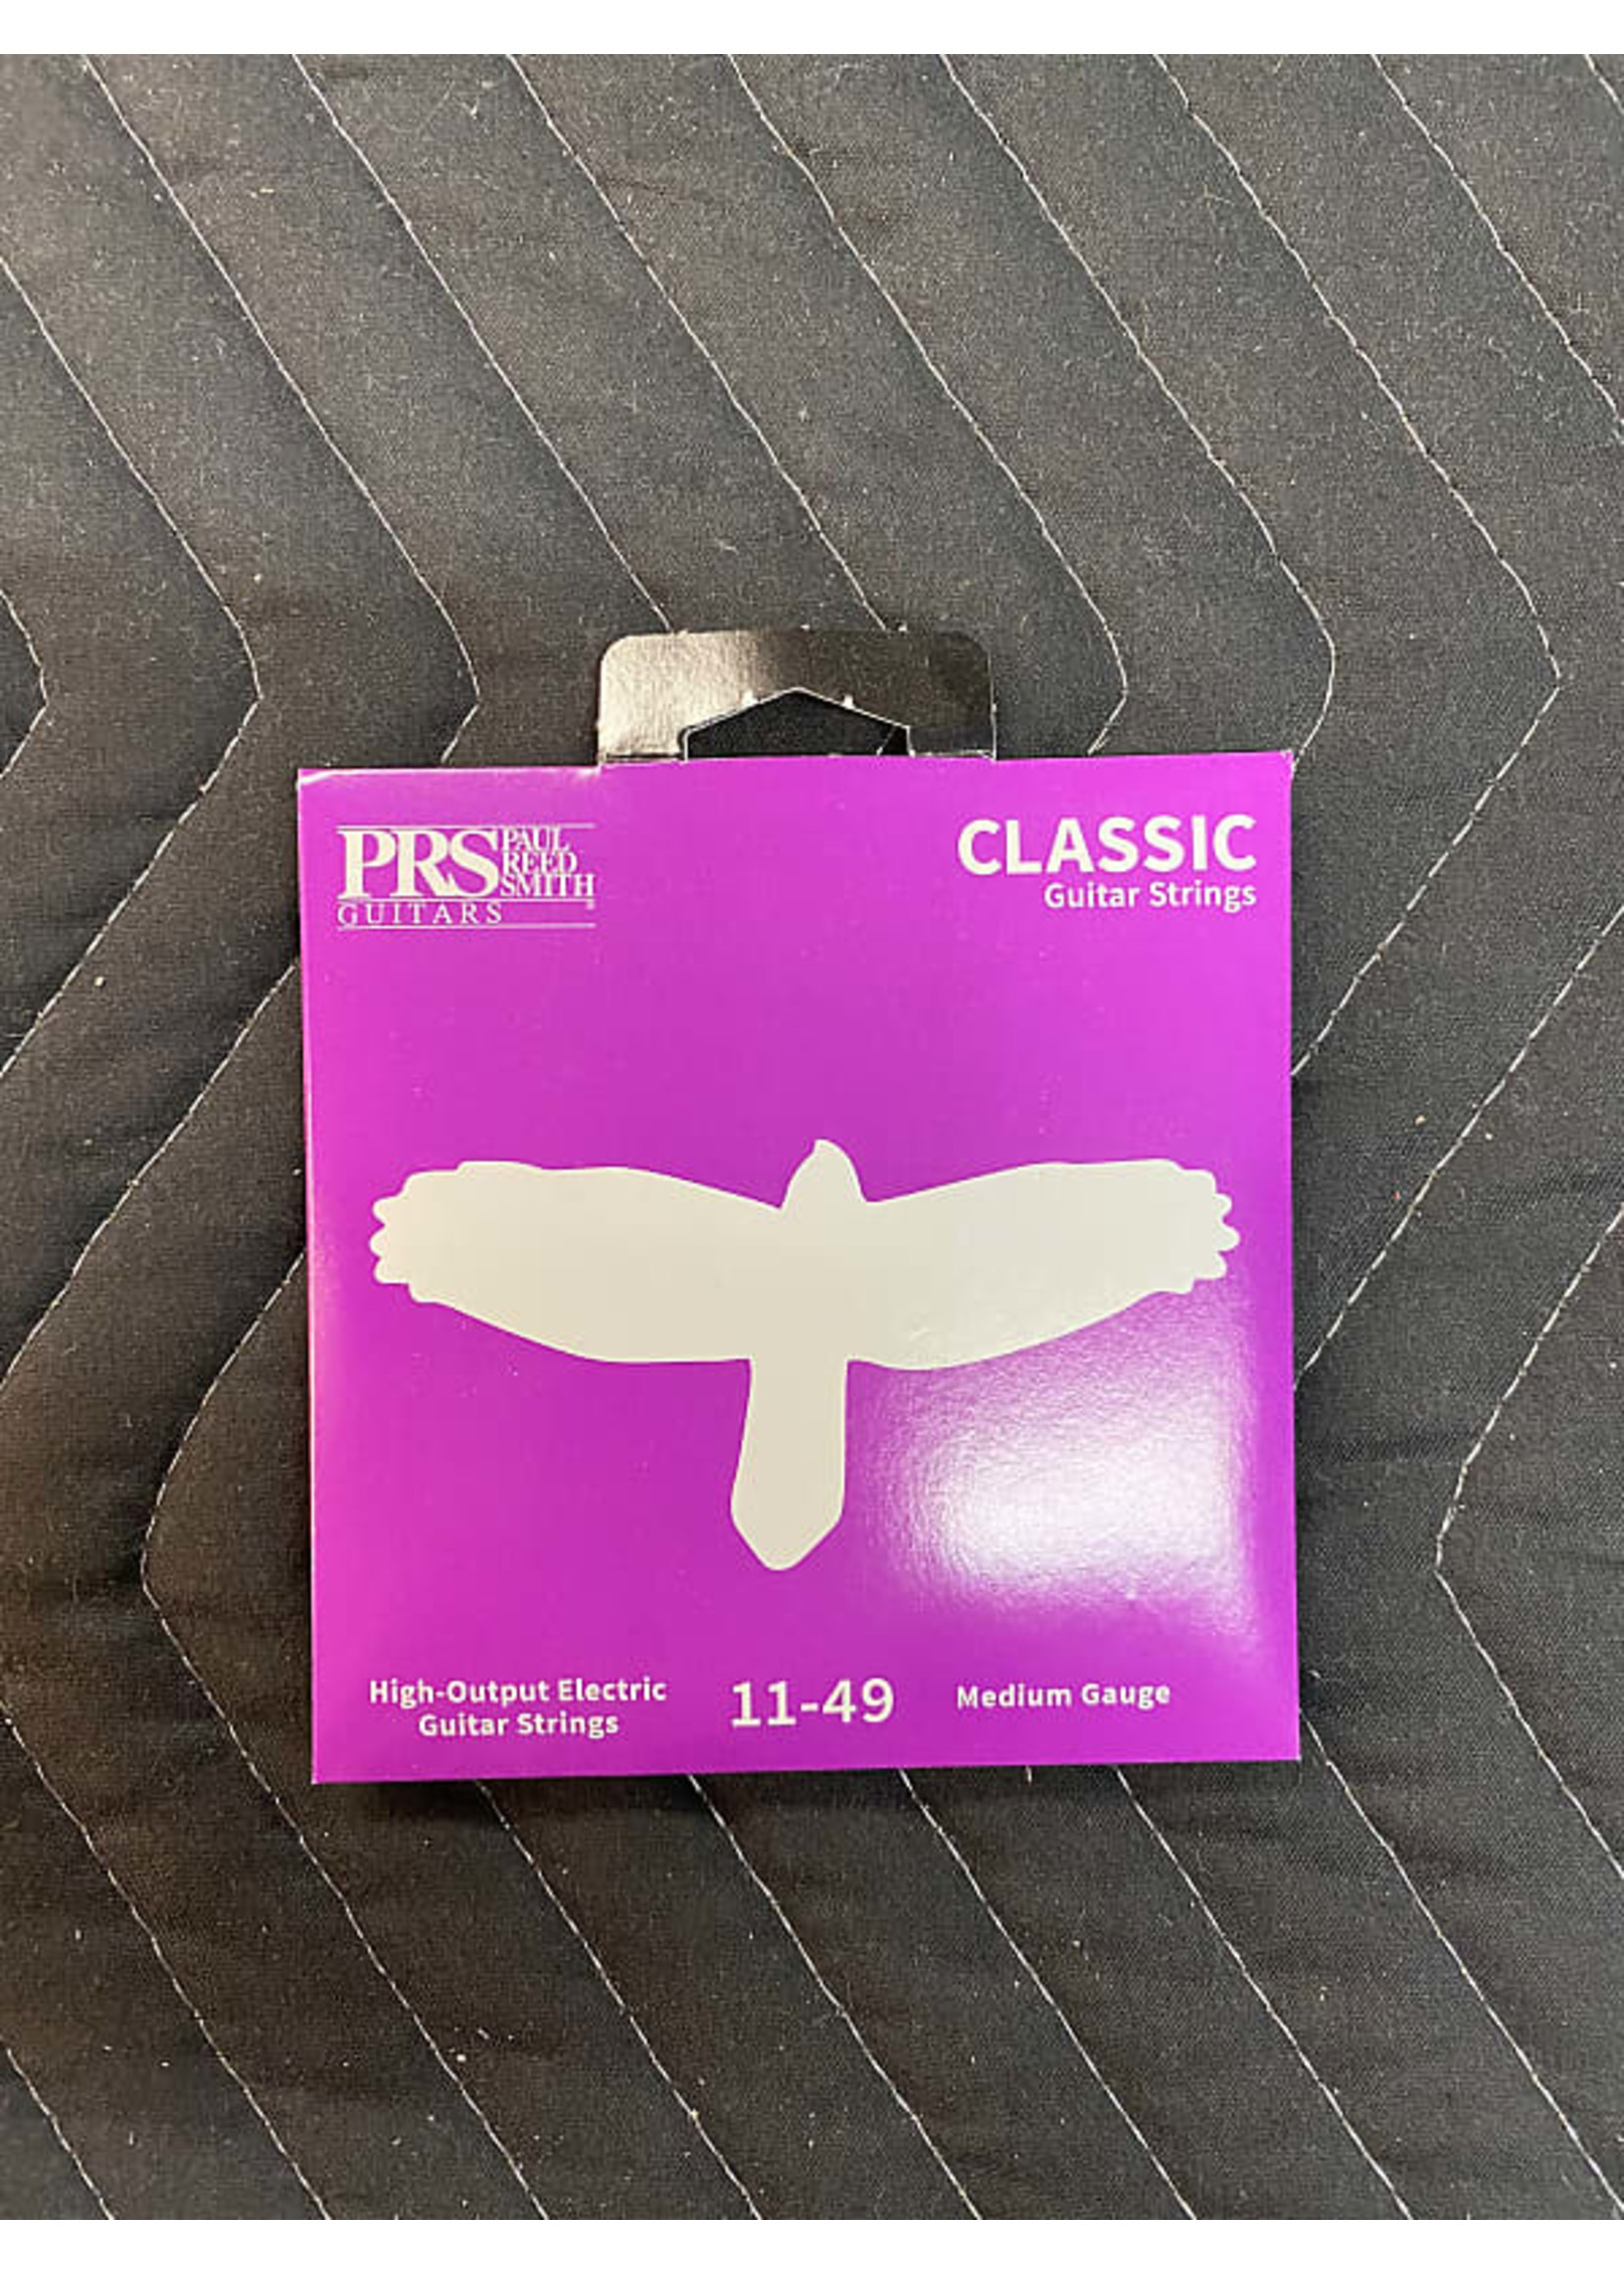 PRS PAUL
REED
SMITH®
GUITARS
CLASSIC
Guitar Strings
High-Output Electric
Guitar Strings
11-49
Medium Gauge